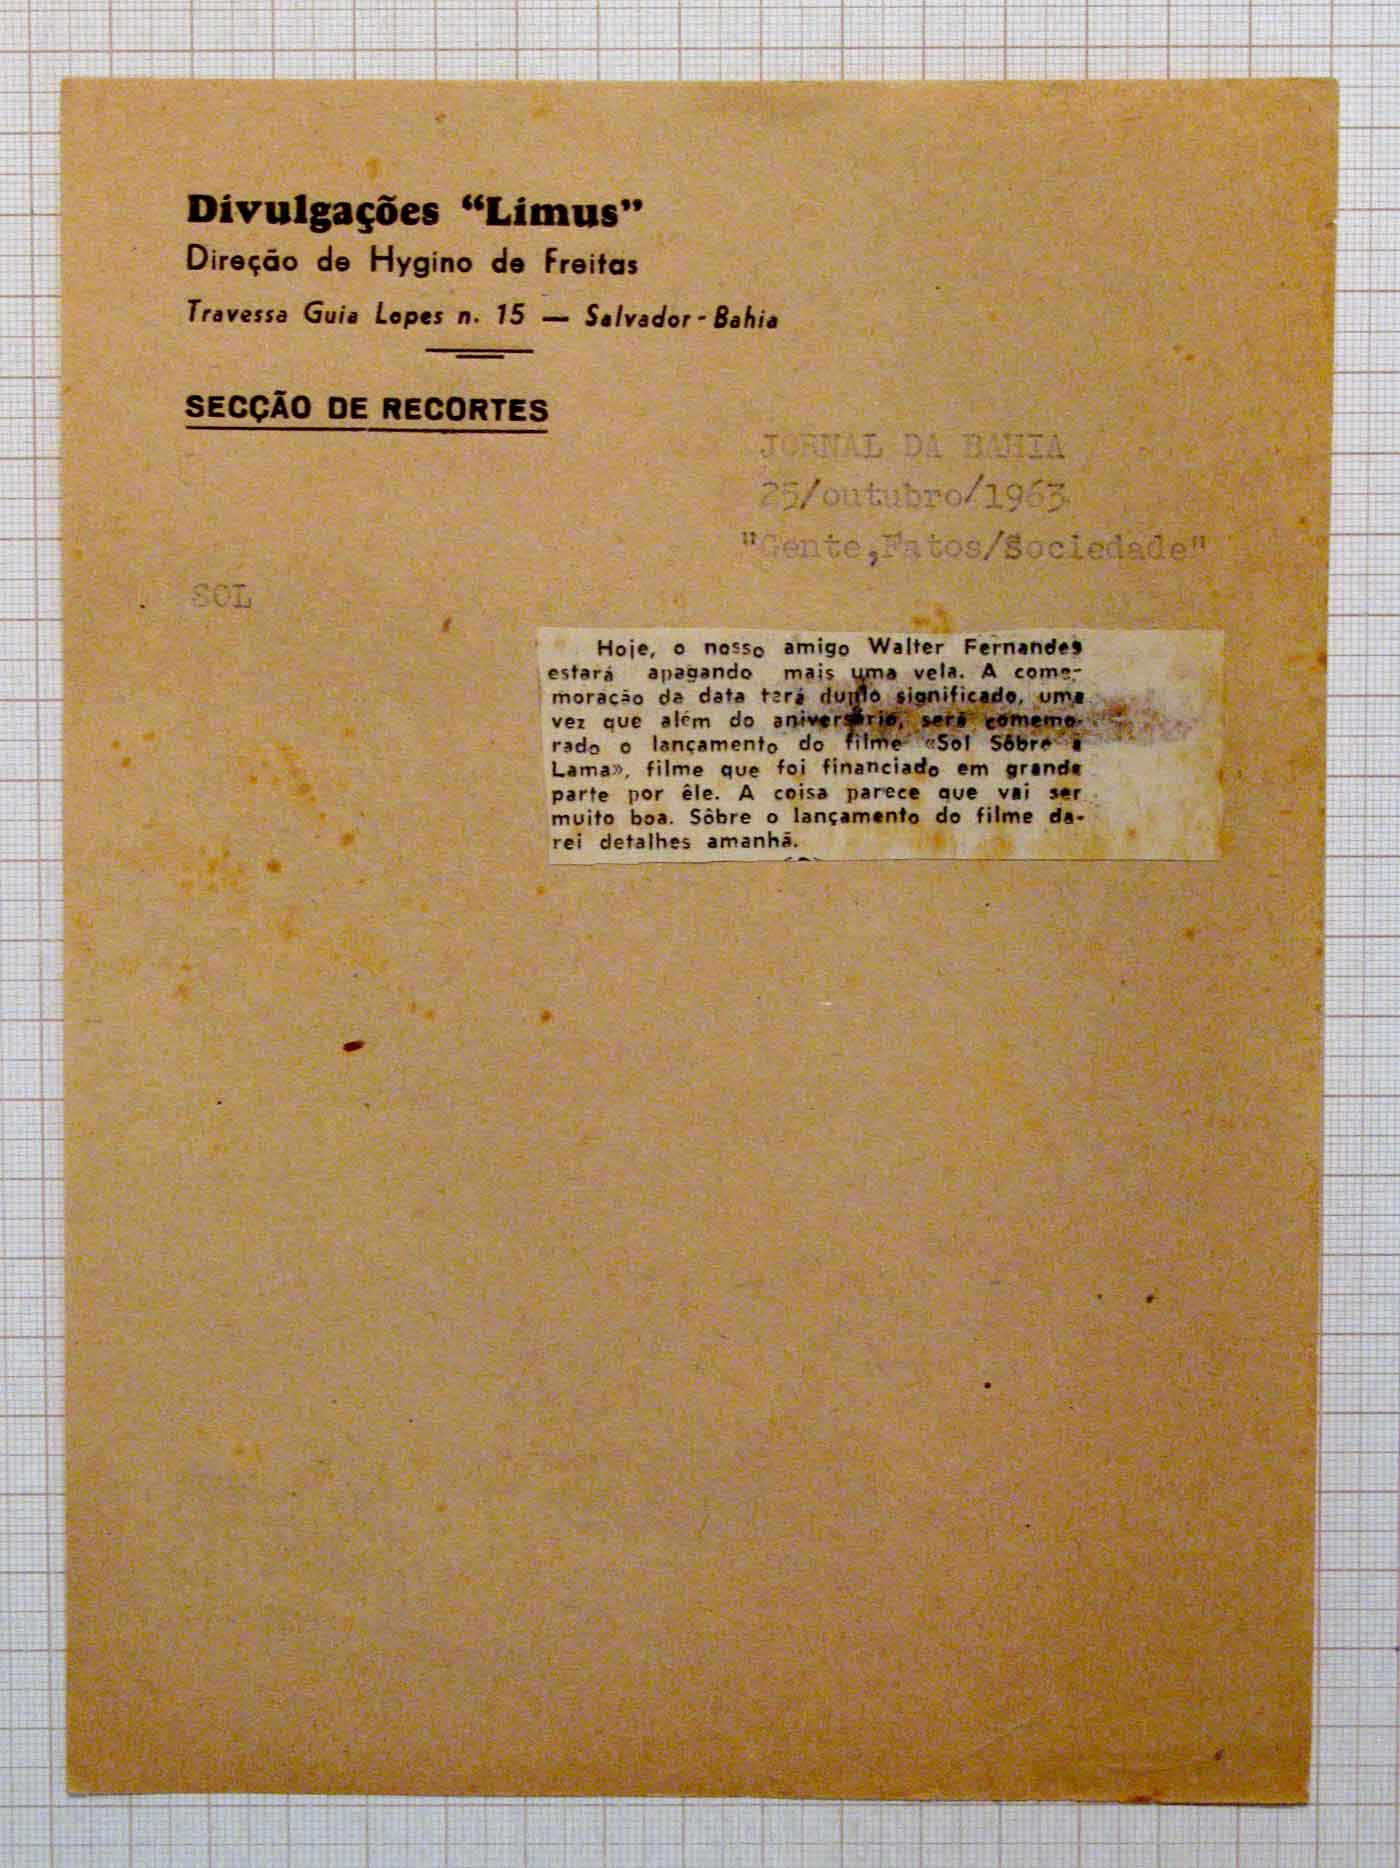 Divulgações “Limus”
Direção de Hygino de Freitas
Travessa Guia Lopes n. 15 — Salvador - Bahia
SECÇÃO DE RECORTES
JORNAL DA BAHIA
25/outubro/1963
"Gente,Fatos/Sociedade"
SOL
Hoje, o nosso amigo Walter Fernandes
estará apagando mais uma vela. A come-
moração da data terá duplo significado, uma
vez que além do aniversário, será comemo-
rado o lançamento do filme «Sol Sôbre a
Lama», filme que foi financiado em grande
parte por êle. A coisa parece que vai ser
muito boa. Sôbre o lançamento do filme da-
rei detalhes amanhã.